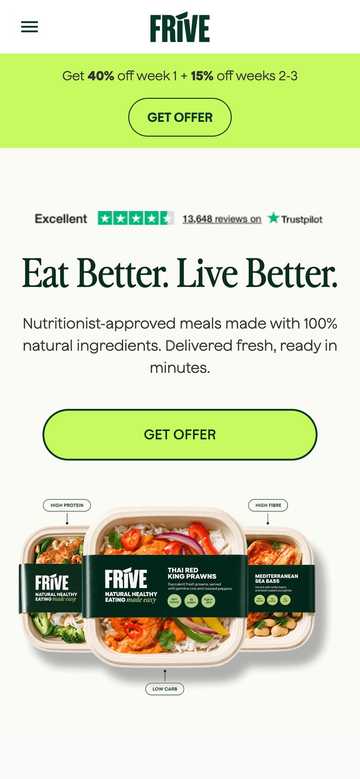 FRÍVE
Get 40% off week 1 + 15% off weeks 2-3
GET OFFER
Excellent 13,648 reviews on Trustpilot
Eat Better. Live Better.
Nutritionist-approved meals made with 100%
natural ingredients. Delivered fresh, ready in
minutes.
GET OFFER
HIGH PROTEIN
HIGH FIBRE
FRÍVE
NATURAL HEALTHY
EATING made easy
FRÍVE
NATURAL HEALTHY
EATING made easy
THAI RED
KING PRAWNS
MEDITERRANEAN
SEA BASS
LOW CARB